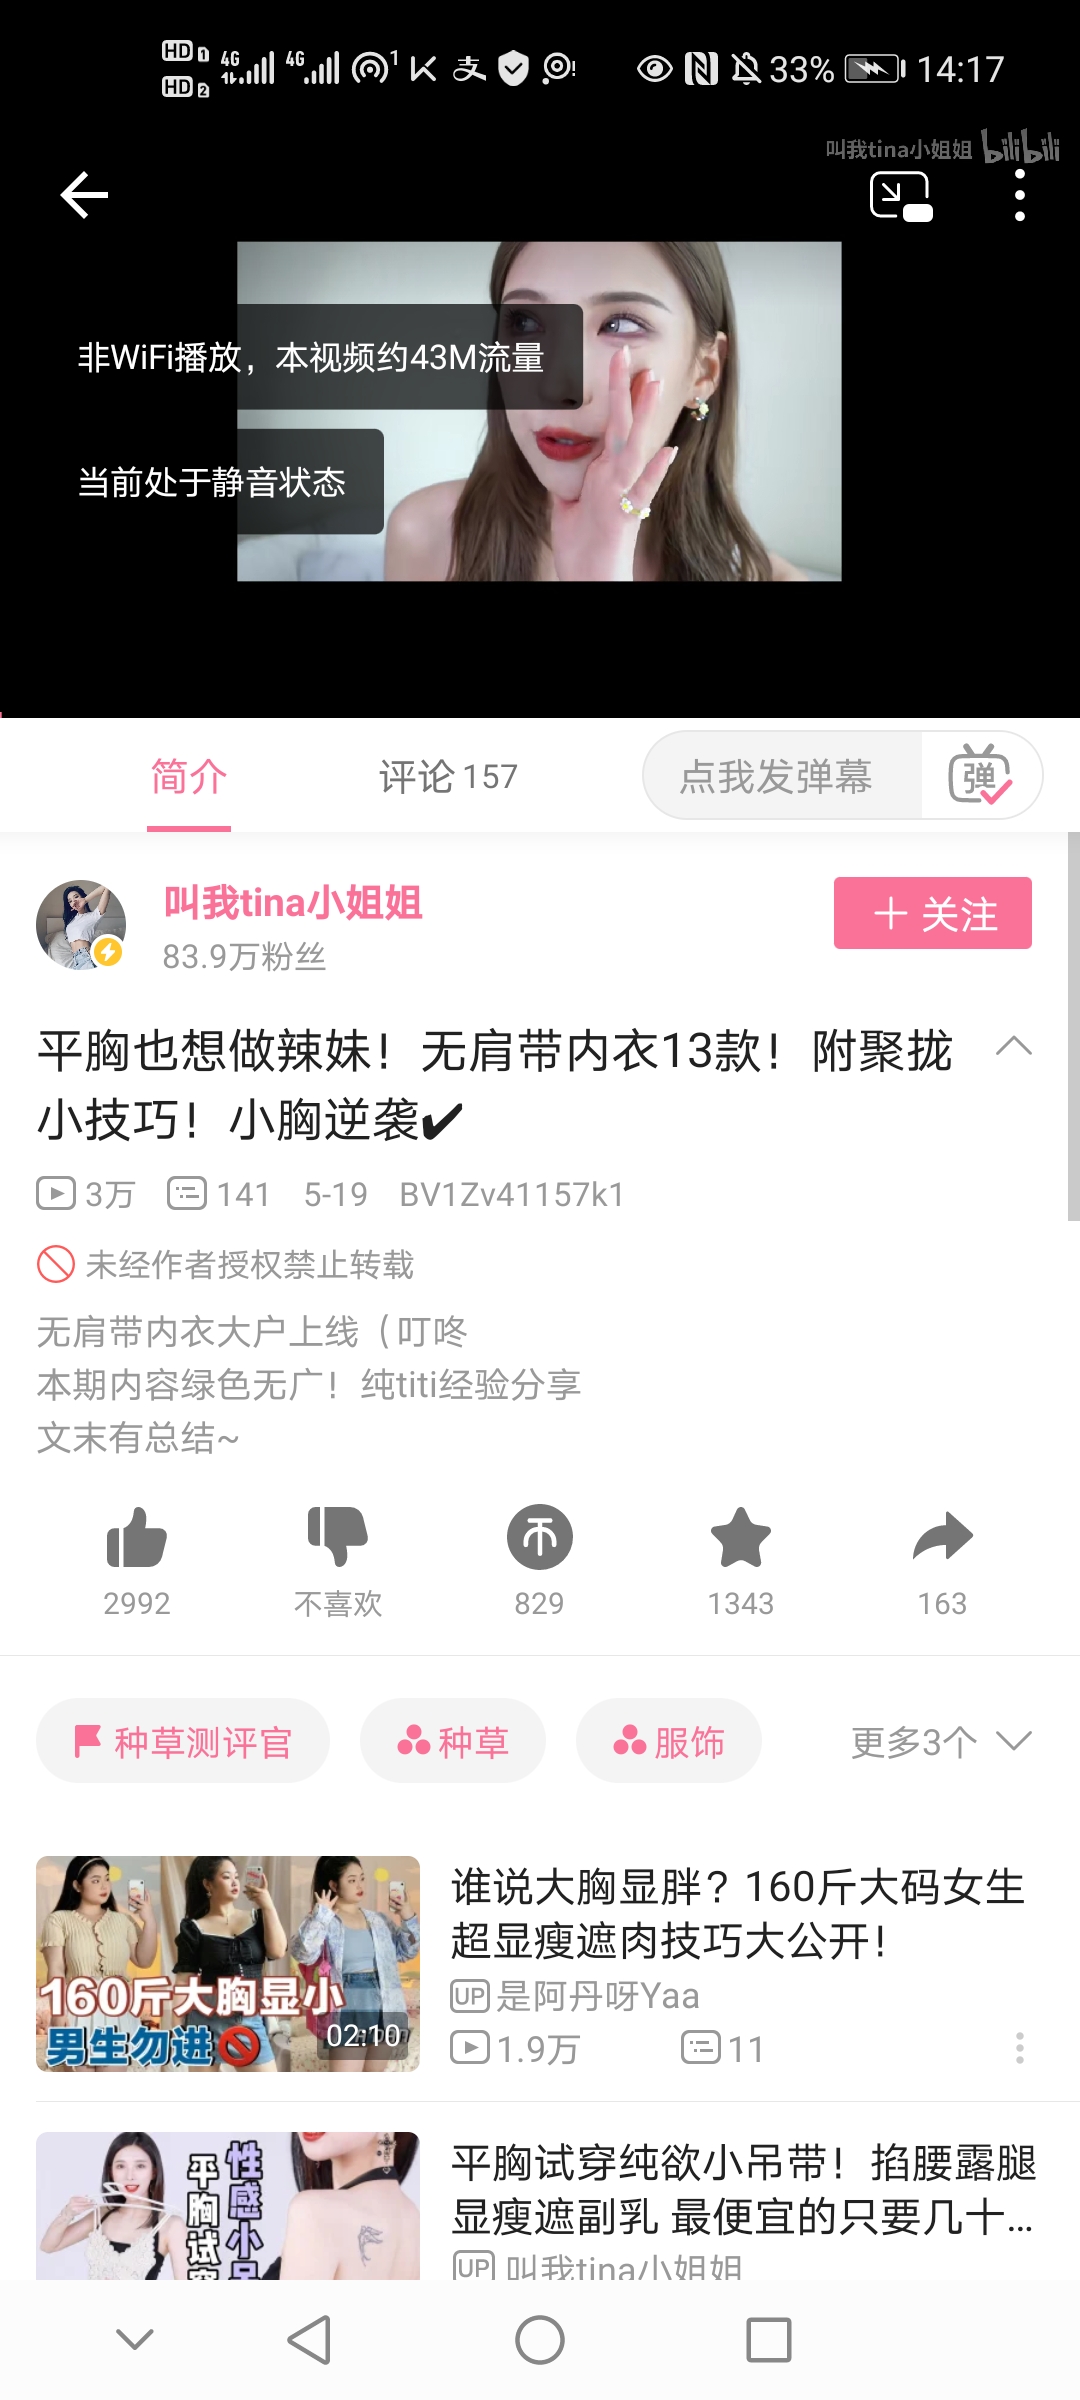 HD 1 4G 4G 1 支 33% 14:17
HD 2
叫我tina小姐姐 bilibili
非WiFi播放，本视频约43M流量
当前处于静音状态
简介 评论 157 点我发弹幕 弹
叫我tina小姐姐
83.9万粉丝
关注
平胸也想做辣妹！无肩带内衣13款！附聚拢
小技巧！小胸逆袭✔
3万 141 5-19 BV1Zv41157k1
未经作者授权禁止转载
无肩带内衣大户上线（叮咚
本期内容绿色无广！纯titi经验分享
文末有总结~
2992 不喜欢 829 1343 163
种草测评官 种草 服饰 更多3个
160斤大胸显小
男生勿进
02:10
谁说大胸显胖？160斤大码女生
超显瘦遮肉技巧大公开！
UP 是阿丹呀Yaa
1.9万 11
性感小吊
平胸试穿
平胸试穿纯欲小吊带！掐腰露腿
显瘦遮副乳 最便宜的只要几十...
UP 叫我tina小姐姐